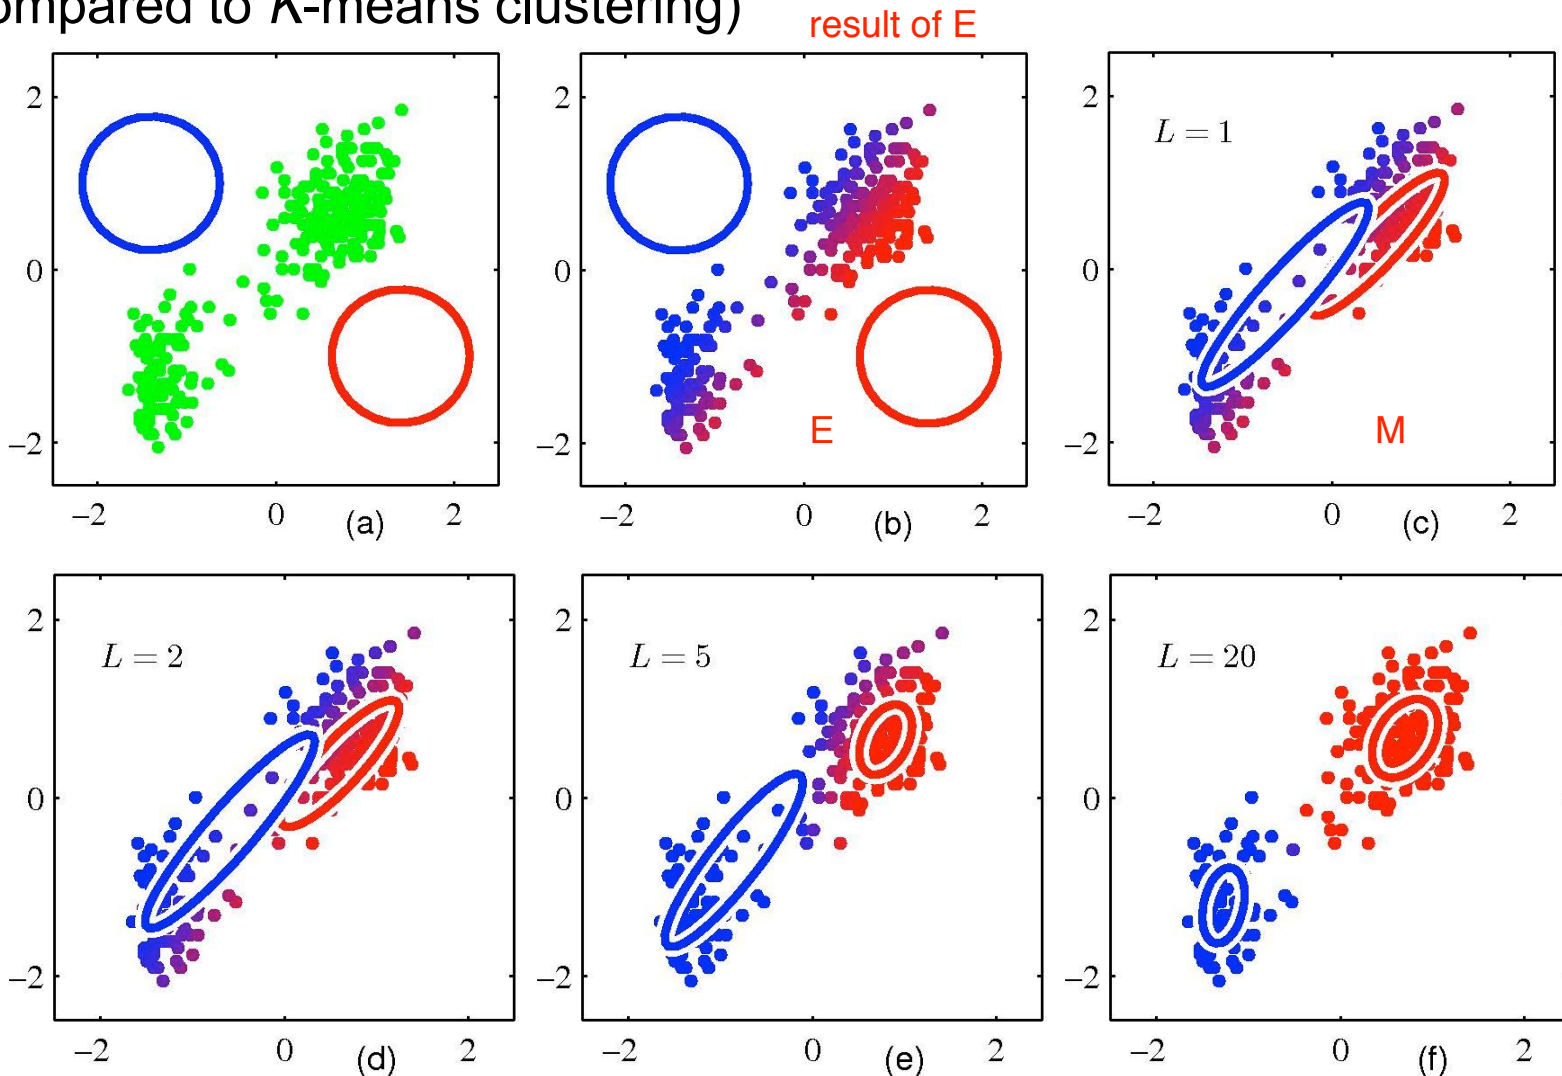 ompared to K-means clustering)
result of E
2
0
−2
−2 0 (a) 2
2
0
−2
E
−2 0 (b) 2
2
L = 1
0
−2
M
−2 0 (c) 2
2
L = 2
0
−2
−2 0 (d) 2
2
L = 5
0
−2
−2 0 (e) 2
2
L = 20
0
−2
−2 0 (f) 2